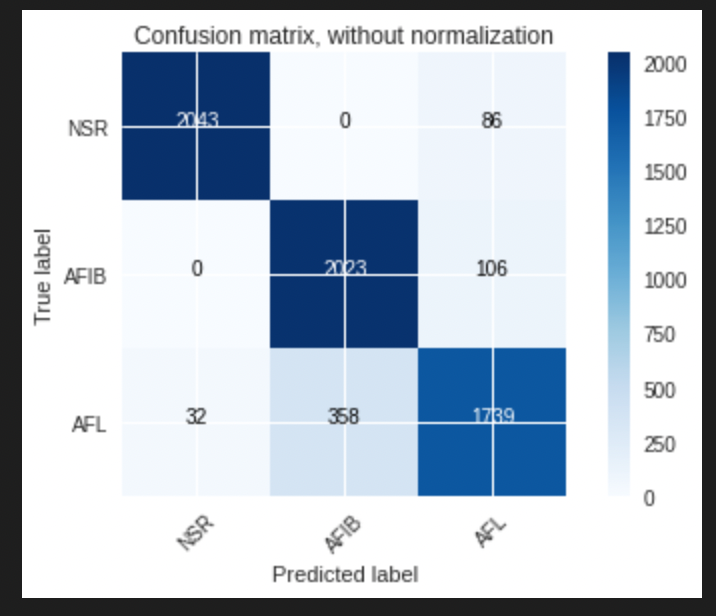 Confusion matrix, without normalization
NSR 2043 0 86
AFIB 0 2023 106
AFL 32 358 1739
NSR AFIB AFL
Predicted label
True label
2000
1750
1500
1250
1000
750
500
250
0